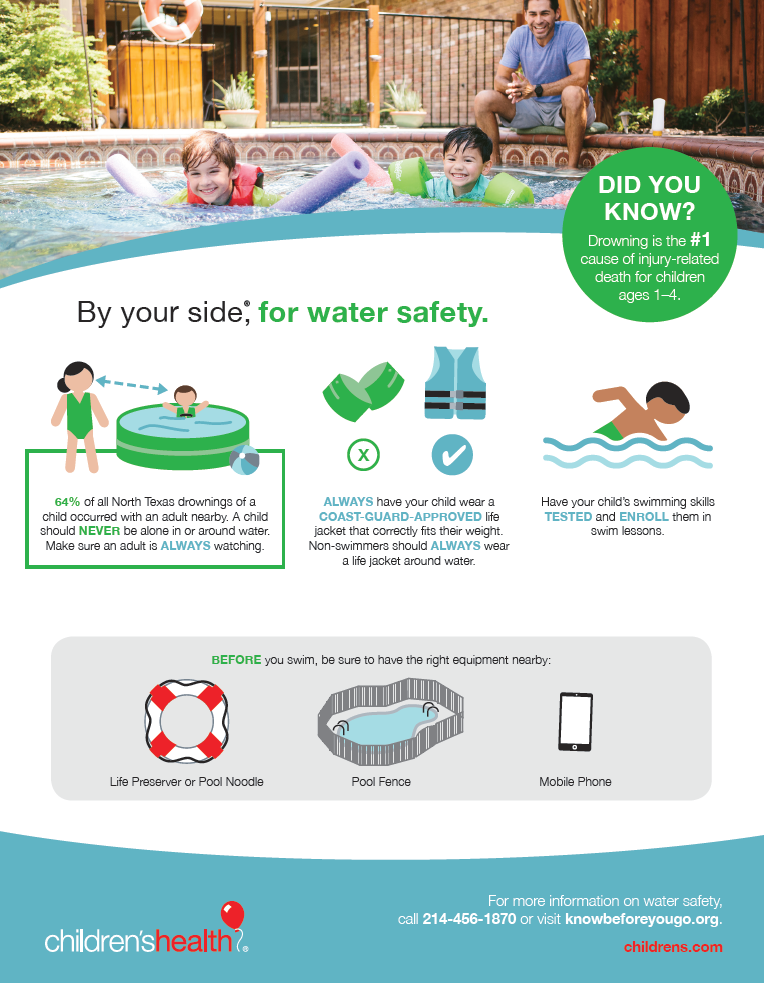 DID YOU
KNOW?
Drowning is the #1
cause of injury-related
death for children
ages 1–4.
By your side,® for water safety.
X
64% of all North Texas drownings of a
child occurred with an adult nearby. A child
should NEVER be alone in or around water.
Make sure an adult is ALWAYS watching.
ALWAYS have your child wear a
COAST-GUARD-APPROVED life
jacket that correctly fits their weight.
Non-swimmers should ALWAYS wear
a life jacket around water.
Have your child's swimming skills
TESTED and ENROLL them in
swim lessons.
BEFORE you swim, be sure to have the right equipment nearby:
Life Preserver or Pool Noodle
Pool Fence
Mobile Phone
For more information on water safety,
call 214-456-1870 or visit knowbeforeyougo.org.
childrens.com
children'shealth®